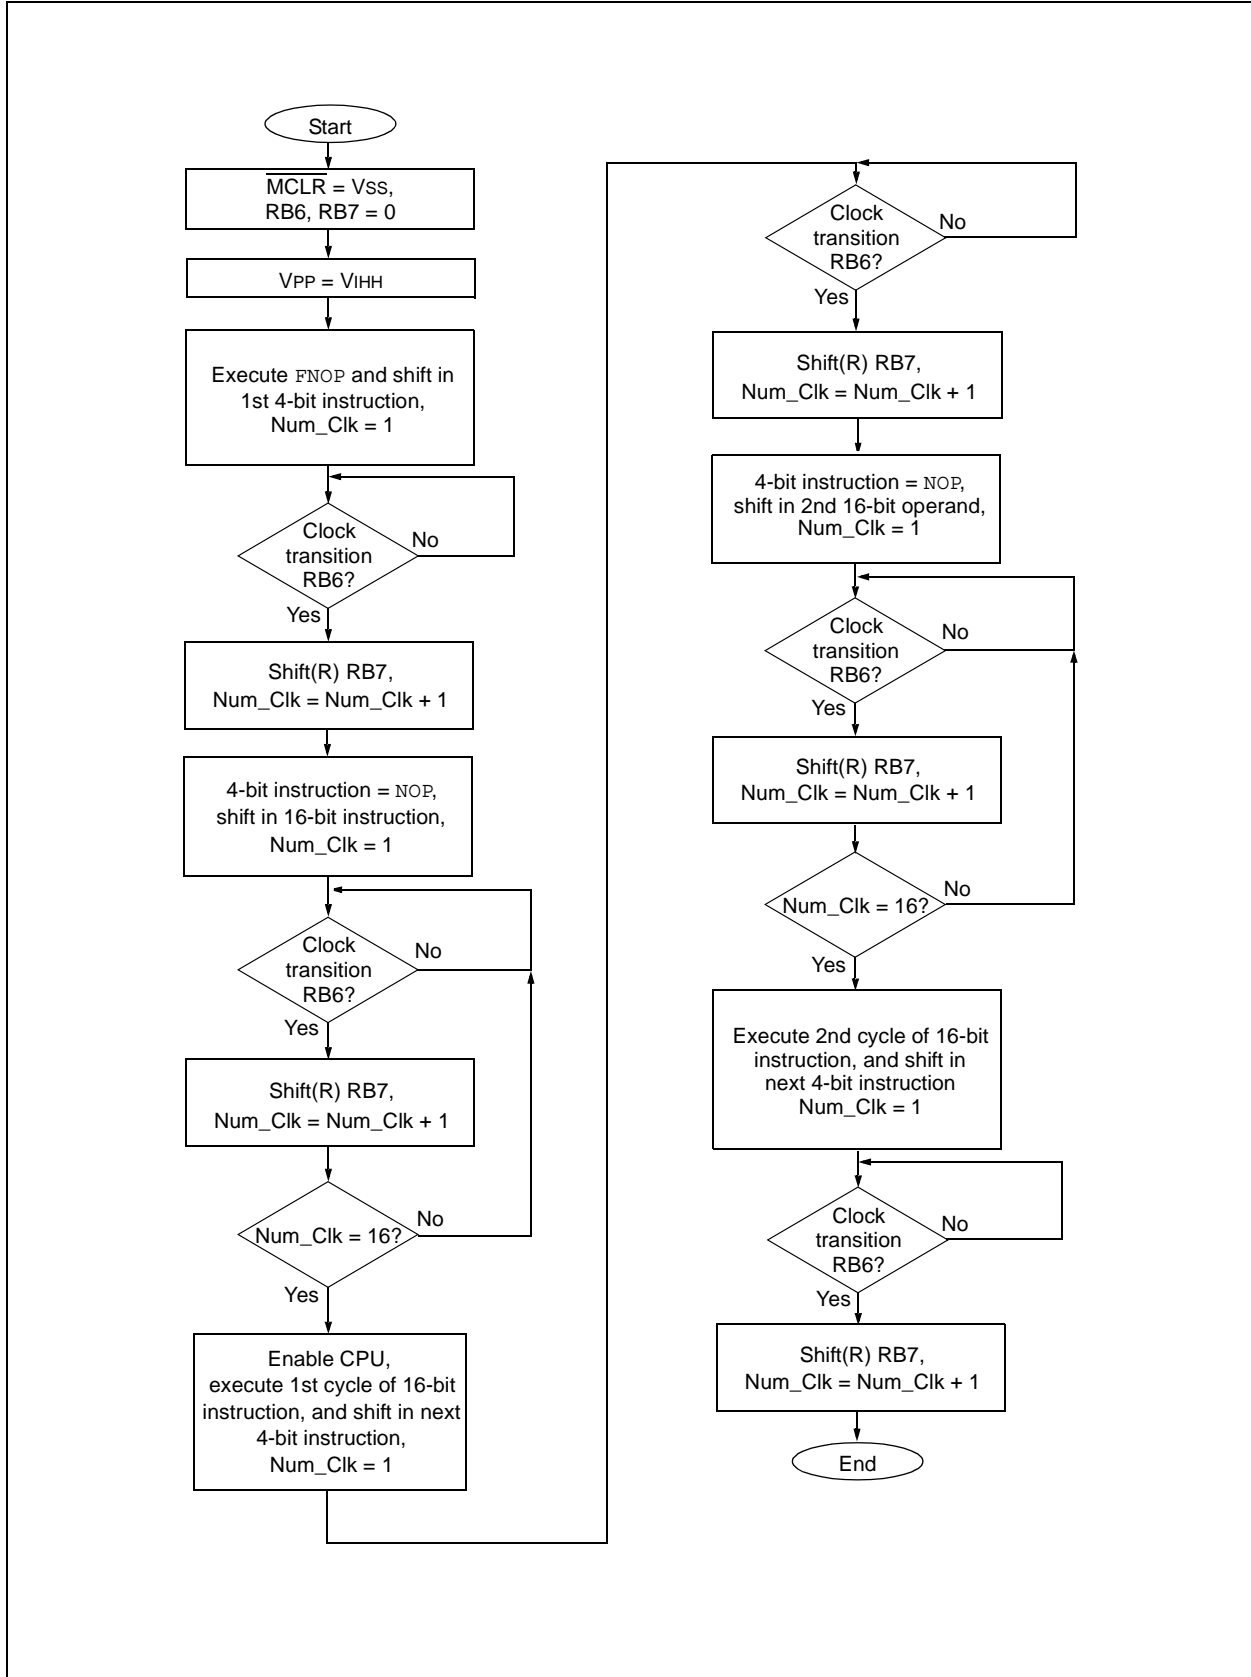 Start
MCLR = VSS,
RB6, RB7 = 0
VPP = VIHH
Execute FNOP and shift in
1st 4-bit instruction,
Num_Clk = 1
Clock
transition
RB6?
No
Yes
Shift(R) RB7,
Num_Clk = Num_Clk + 1
4-bit instruction = NOP,
shift in 16-bit instruction,
Num_Clk = 1
Clock
transition
RB6?
No
Yes
Shift(R) RB7,
Num_Clk = Num_Clk + 1
Num_Clk = 16?
No
Yes
Enable CPU,
execute 1st cycle of 16-bit
instruction, and shift in next
4-bit instruction,
Num_Clk = 1
Clock
transition
RB6?
No
Yes
Shift(R) RB7,
Num_Clk = Num_Clk + 1
4-bit instruction = NOP,
shift in 2nd 16-bit operand,
Num_Clk = 1
Clock
transition
RB6?
No
Yes
Shift(R) RB7,
Num_Clk = Num_Clk + 1
Num_Clk = 16?
No
Yes
Execute 2nd cycle of 16-bit
instruction, and shift in
next 4-bit instruction
Num_Clk = 1
Clock
transition
RB6?
No
Yes
Shift(R) RB7,
Num_Clk = Num_Clk + 1
End